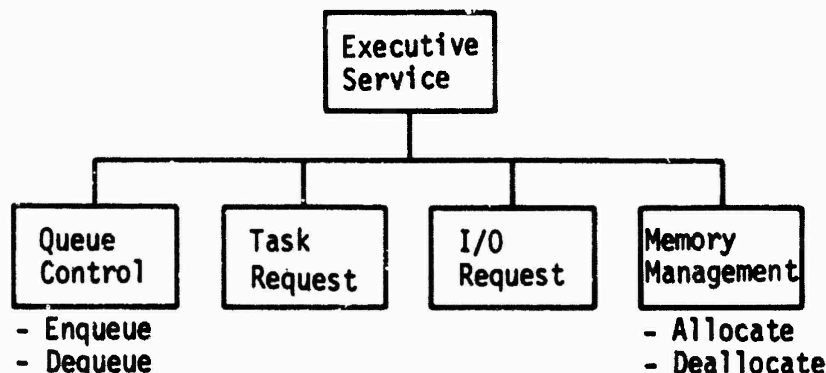 Executive
Service
Queue
Control
Task
Request
I/O
Request
Memory
Management
- Enqueue
- Dequeue
- Allocate
- Deallocate